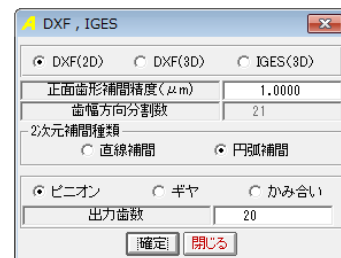 DXF , IGES
DXF(2D) DXF(3D) IGES(3D)
正面歯形補間精度(μm) 1.0000
歯幅方向分割数 21
2次元補間種類
直線補間 円弧補間
ピニオン ギヤ かみ合い
出力歯数 20
確定 閉じる